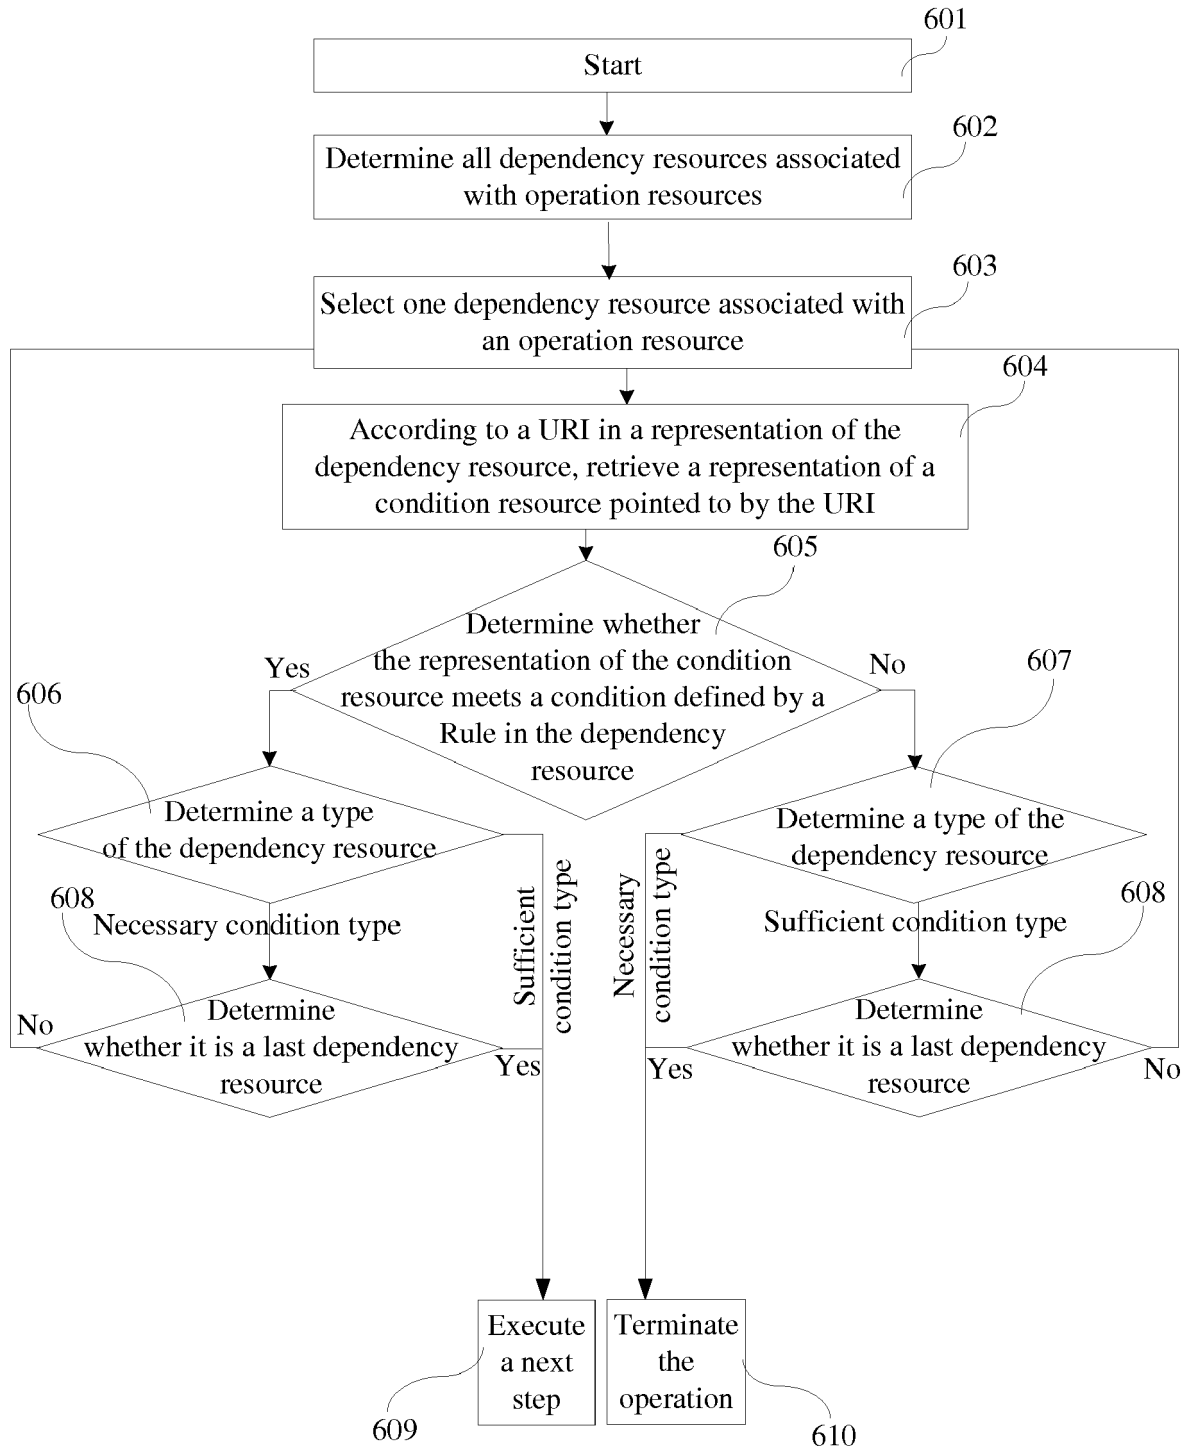 601
Start
602
Determine all dependency resources associated
with operation resources
603
Select one dependency resource associated with
an operation resource
604
According to a URI in a representation of the
dependency resource, retrieve a representation of a
condition resource pointed to by the URI
605
Determine whether
the representation of the condition
resource meets a condition defined by a
Rule in the dependency
resource
Yes
No
606
607
Determine a type
of the dependency resource
Determine a type of the
dependency resource
Sufficient
condition type
Necessary
condition type
608
Necessary condition type
Sufficient condition type
608
Determine
whether it is a last dependency
resource
No
Yes
Determine
whether it is a last dependency
resource
Yes
No
Execute
a next
step
609
Terminate
the
operation
610